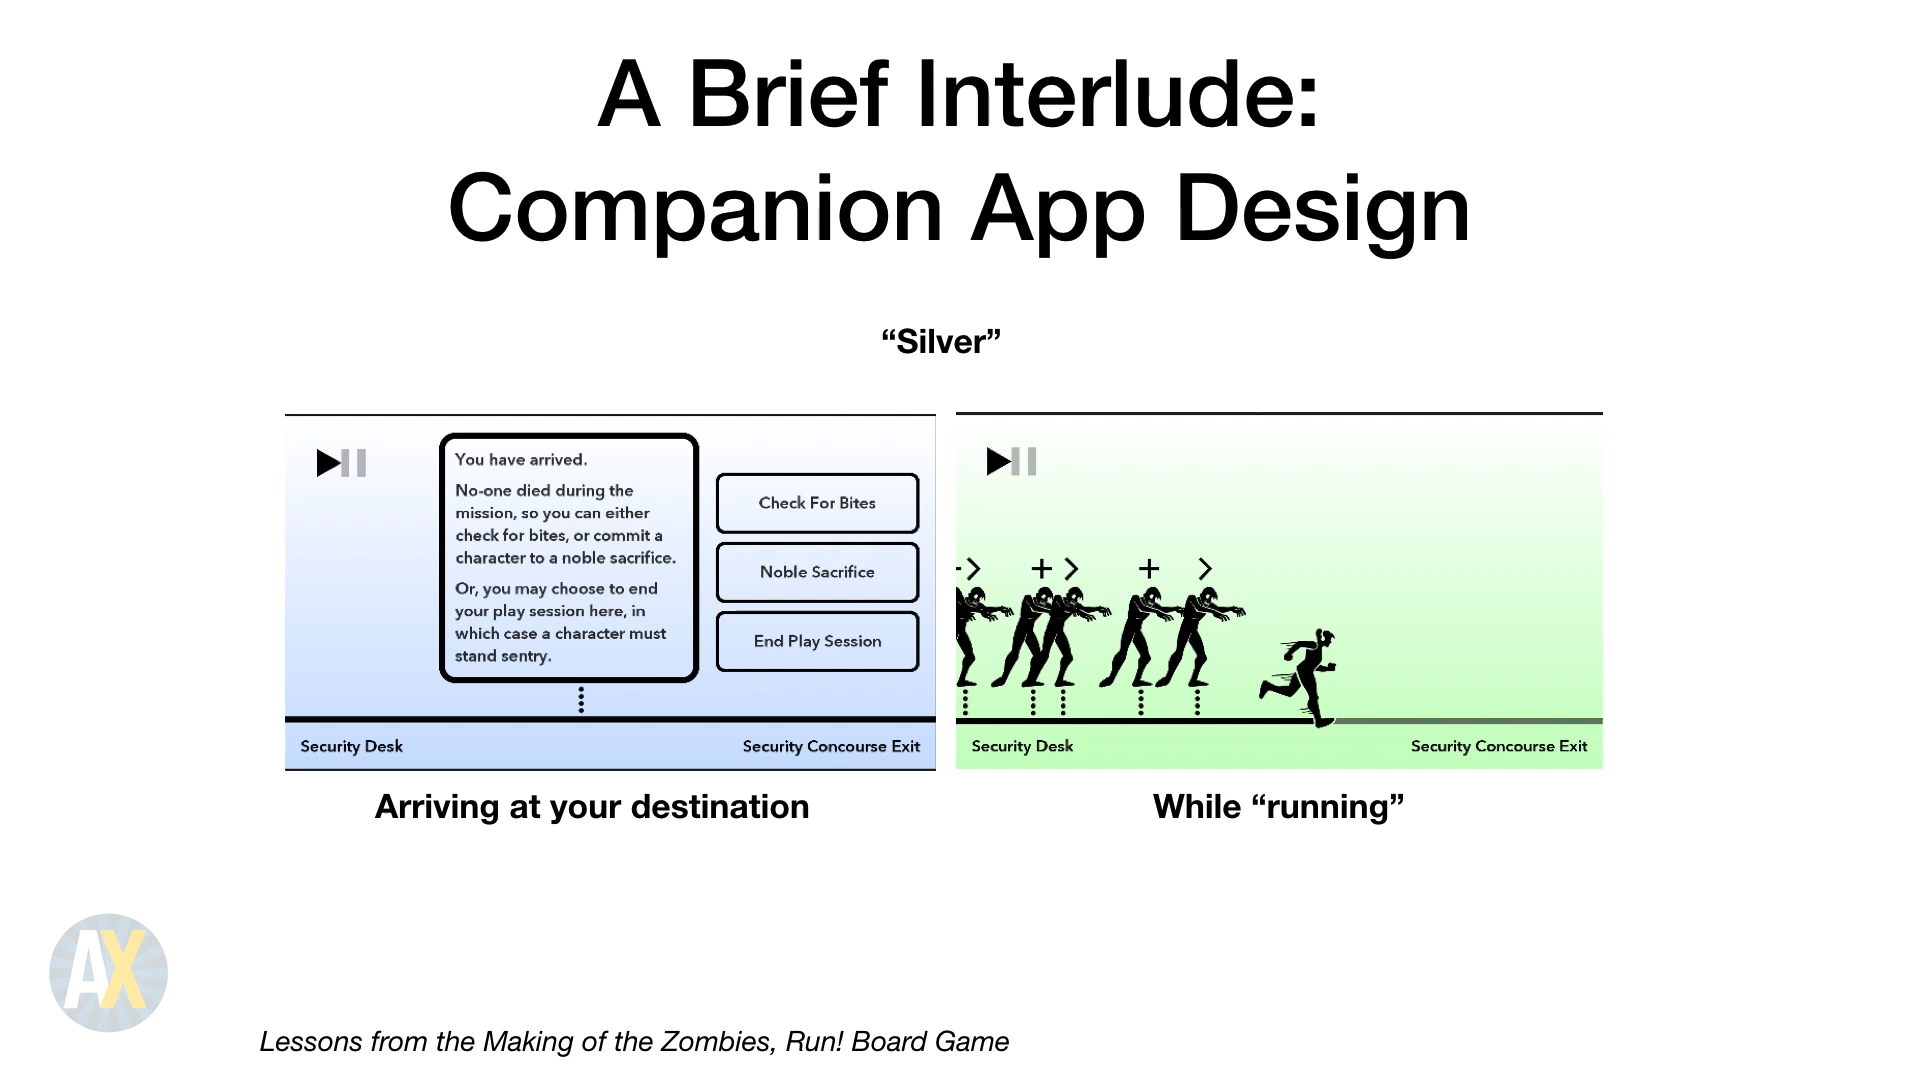 A Brief Interlude:
Companion App Design
“Silver”
You have arrived.
No-one died during the
mission, so you can either
check for bites, or commit a
character to a noble sacrifice.
Or, you may choose to end
your play session here, in
which case a character must
stand sentry.
Check For Bites
Noble Sacrifice
End Play Session
Security Desk
Security Concourse Exit
+ >
+ >
Security Desk
Security Concourse Exit
Arriving at your destination
While “running”
AX
Lessons from the Making of the Zombies, Run! Board Game